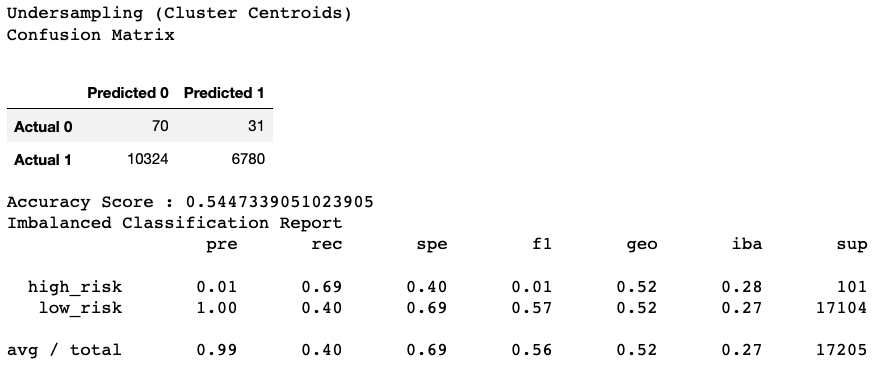 Undersampling (Cluster Centroids)
Confusion Matrix
Predicted 0 Predicted 1
Actual 0 70 31
Actual 1 10324 6780
Accuracy Score : 0.5447339051023905
Imbalanced Classification Report
pre rec spe f1 geo iba sup
high_risk 0.01 0.69 0.40 0.01 0.52 0.28 101
low_risk 1.00 0.40 0.69 0.57 0.52 0.27 17104
avg / total 0.99 0.40 0.69 0.56 0.52 0.27 17205